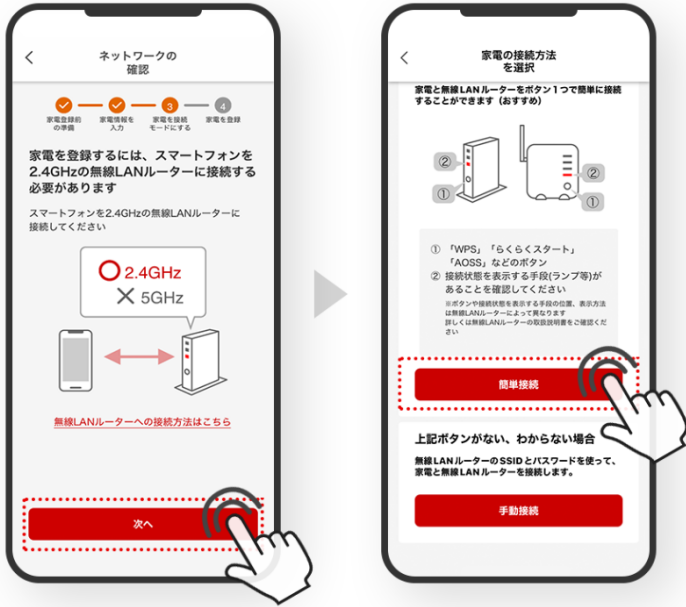 ネットワークの
確認
3
4
家電登録前
の準備
家電情報を
入力
家電を接続
モードにする
家電を登録
家電を登録するには、スマートフォンを
2.4GHzの無線LANルーターに接続する
必要があります
スマートフォンを2.4GHzの無線LANルーターに
接続してください
2.4GHz
5GHz
無線LANルーターへの接続方法はこちら
次へ
家電の接続方法
を選択
家電と無線LANルーターをボタン1つで簡単に接続
することができます（おすすめ）
②
①
②
①
① 「WPS」「らくらくスタート」
「AOSS」などのボタン
② 接続状態を表示する手段(ランプ等)が
あることを確認してください
※ボタンや接続状態を表示する手段の位置、表示方法
は無線LANルーターによって異なります
詳しくは無線LANルーターの取扱説明書をご確認くだ
さい
簡単接続
上記ボタンがない、わからない場合
無線LANルーターのSSIDとパスワードを使って、
家電と無線LANルーターを接続します。
手動接続